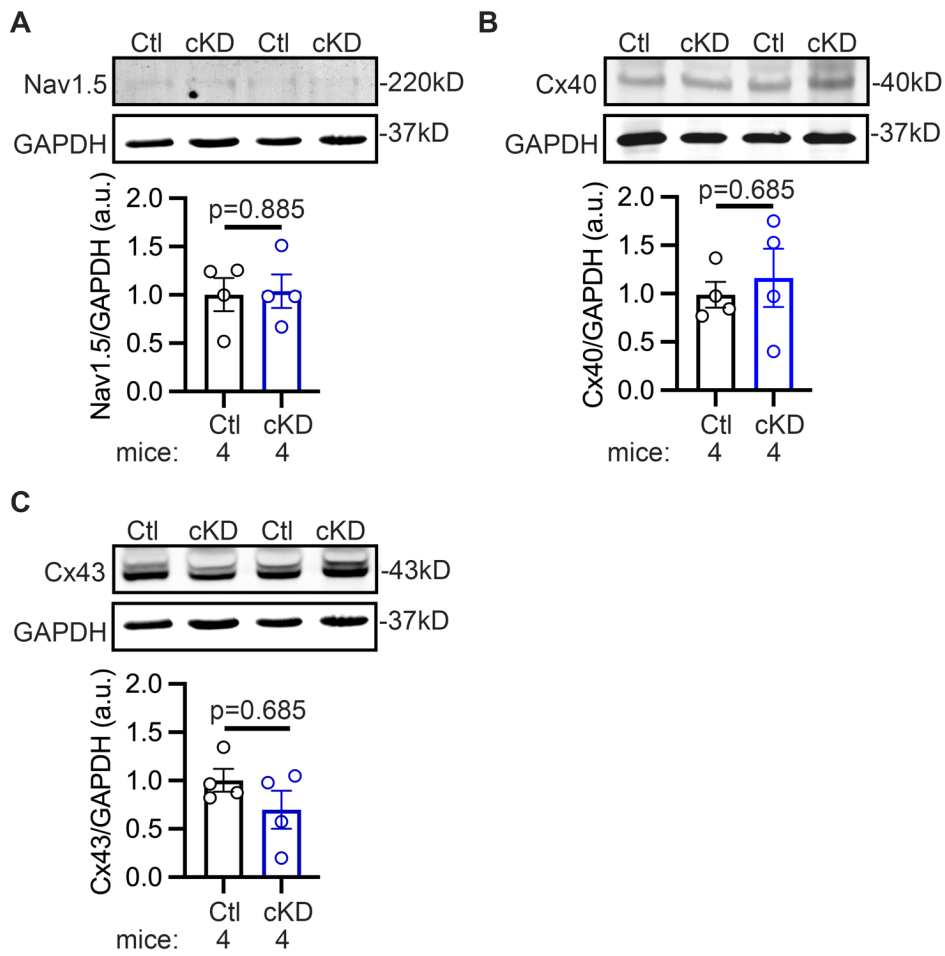 A
Ctl cKD Ctl cKD
Nav1.5 -220kD
GAPDH -37kD
Nav1.5/GAPDH (a.u.)
2.0
1.5
1.0
0.5
0.0
p=0.885
Ctl cKD
mice: 4 4
B
Ctl cKD Ctl cKD
Cx40 -40kD
GAPDH -37kD
Cx40/GAPDH (a.u.)
2.0
1.5
1.0
0.5
0.0
p=0.685
Ctl cKD
mice: 4 4
C
Ctl cKD Ctl cKD
Cx43 -43kD
GAPDH -37kD
Cx43/GAPDH (a.u.)
2.0
1.5
1.0
0.5
0.0
p=0.685
Ctl cKD
mice: 4 4